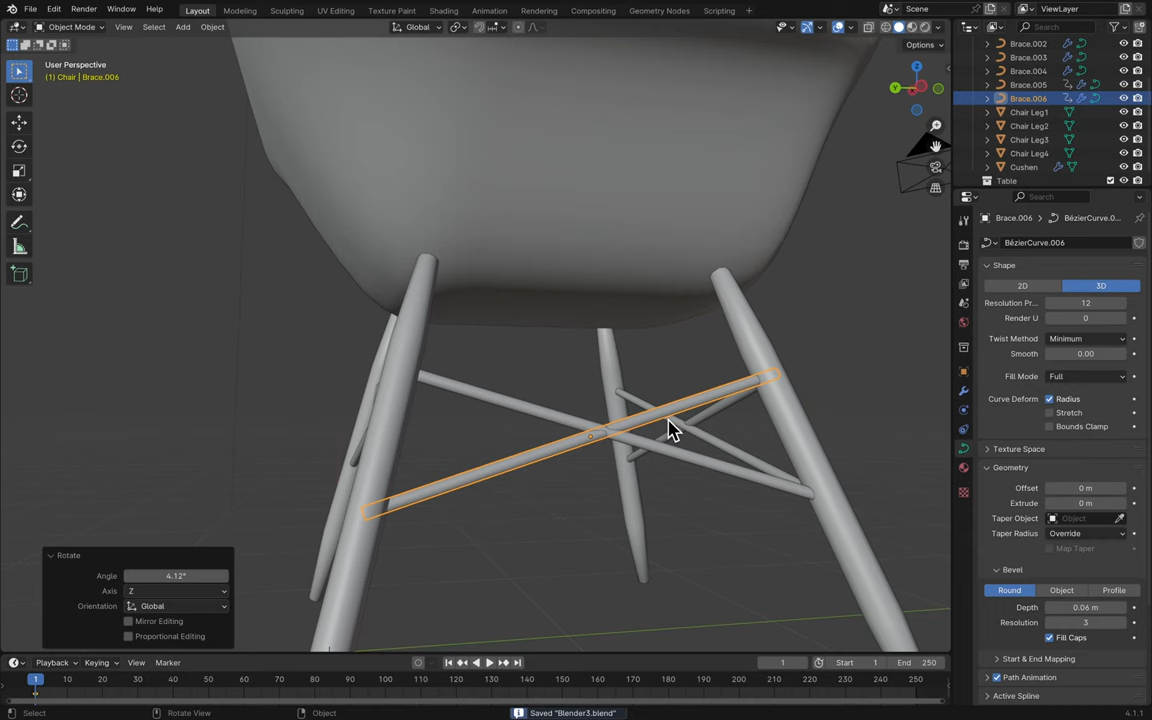 File Edit Render Window Help Layout Modeling Sculpting UV Editing Texture Paint Shading Animation Rendering Compositing Geometry Nodes Scripting Scene ViewLayer
Object Mode View Select Add Object Global Search
Options
User Perspective
(1) Chair | Brace.006
Z
Y
Brace.002
Brace.003
Brace.004
Brace.005
Brace.006
Chair Leg1
Chair Leg2
Chair Leg3
Chair Leg4
Cushen
Table
Search
Brace.006 BézierCurve.0...
BézierCurve.006
Shape
2D 3D
Resolution Pr... 12
Render U 0
Twist Method Minimum
Smooth 0.00
Fill Mode Full
Curve Deform Radius
Stretch
Bounds Clamp
Texture Space
Geometry
Offset 0 m
Extrude 0 m
Taper Object Object
Taper Radius Override
Map Taper
Bevel
Round Object Profile
Depth 0.06 m
Resolution 3
Fill Caps
Start & End Mapping
Path Animation
Active Spline
Rotate
Angle 4.12°
Axis Z
Orientation Global
Mirror Editing
Proportional Editing
Playback Keying View Marker 1 Start 1 End 250
1 10 20 30 40 50 60 70 80 90 100 110 120 130 140 150 160 170 180 190 200 210 220 230 240 250
Select Rotate View Object Saved "Blender3.blend" 4.1.1